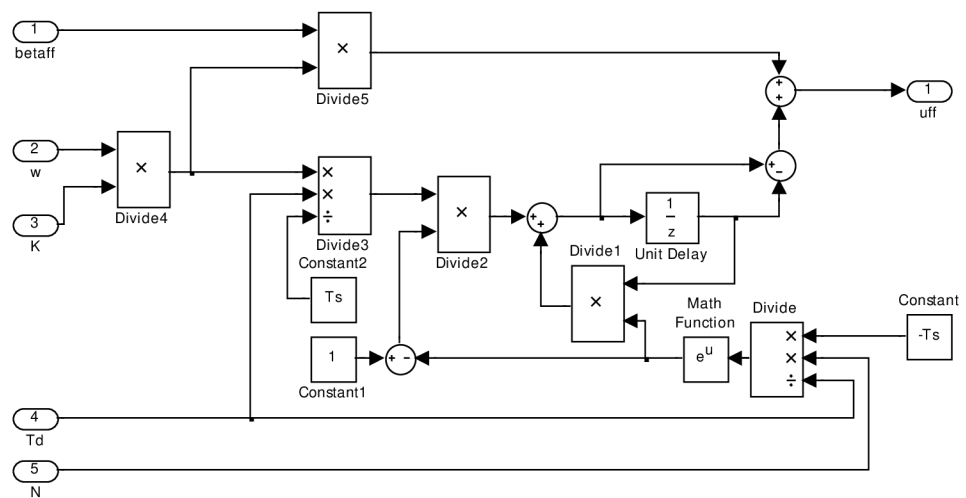 1
betaff
×
Divide5
+
+
1
uff
2
w
×
Divide4
3
K
×
×
÷
Divide3
×
Divide2
+
+
+
−
1
z
Unit Delay
Constant2
Ts
Divide1
×
Math
Function
e^u
Divide
×
×
÷
Constant
-Ts
1
Constant1
+
−
4
Td
5
N